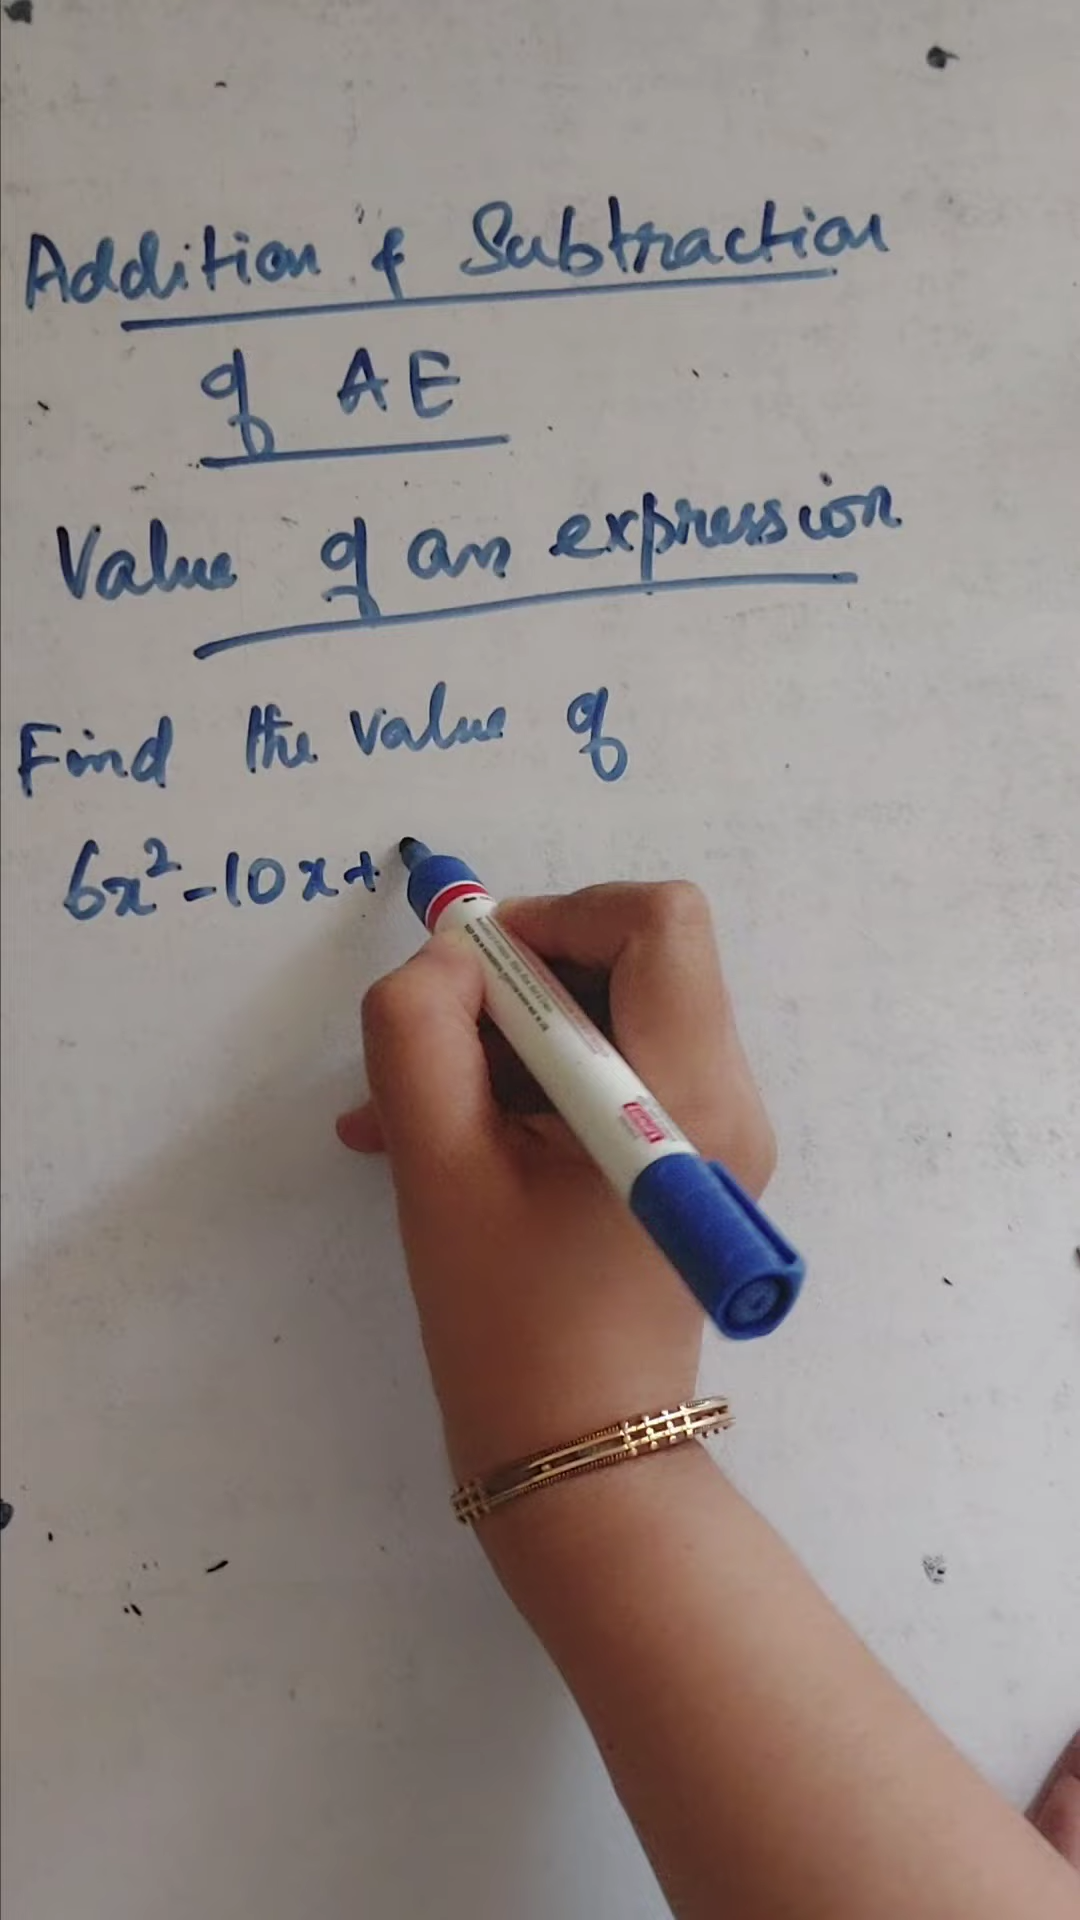 Addition & Subtraction
of AE
Value of an expression
Find the value of
6x² - 10x +